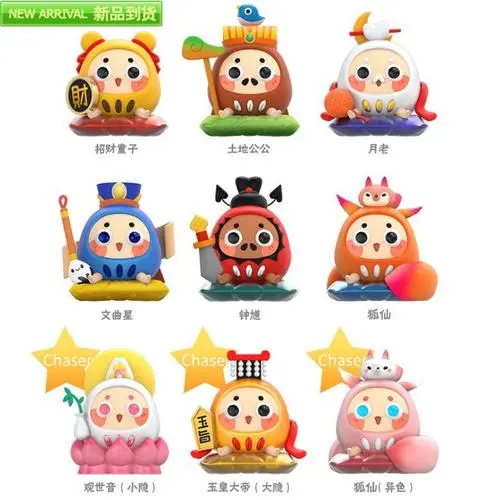 NEW ARRIVAL 新品到货
財
招财童子
土地公公
月老
文曲星
钟馗
狐仙
Chaser
Chaser
Chaser
玉旨
观世音（小隐）
玉皇大帝（大隐）
狐仙（异色）